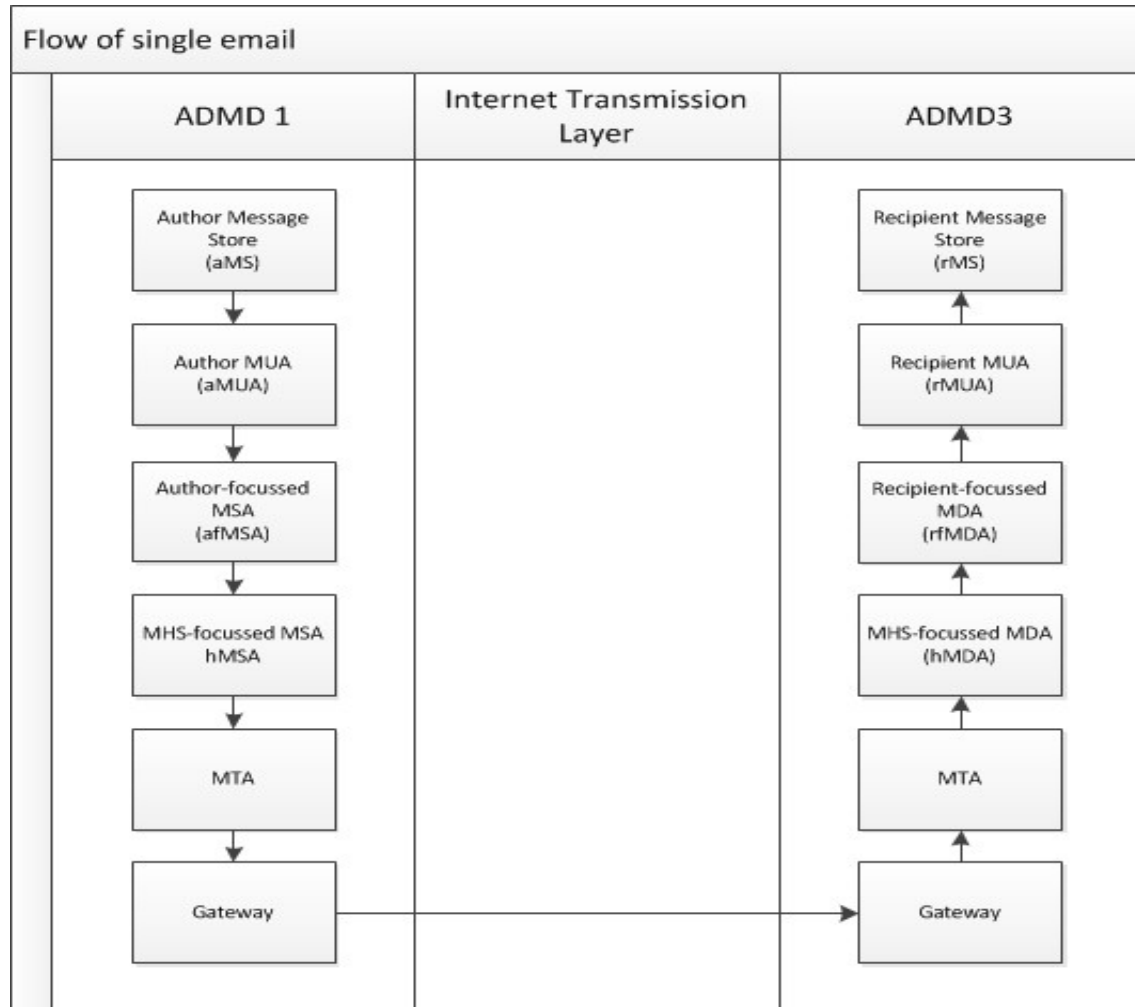 Flow of single email
ADMD 1
Internet Transmission
Layer
ADMD3
Author Message
Store
(aMS)
Author MUA
(aMUA)
Author-focussed
MSA
(afMSA)
MHS-focussed MSA
hMSA
MTA
Gateway
Recipient Message
Store
(rMS)
Recipient MUA
(rMUA)
Recipient-focussed
MDA
(rfMDA)
MHS-focussed MDA
(hMDA)
MTA
Gateway